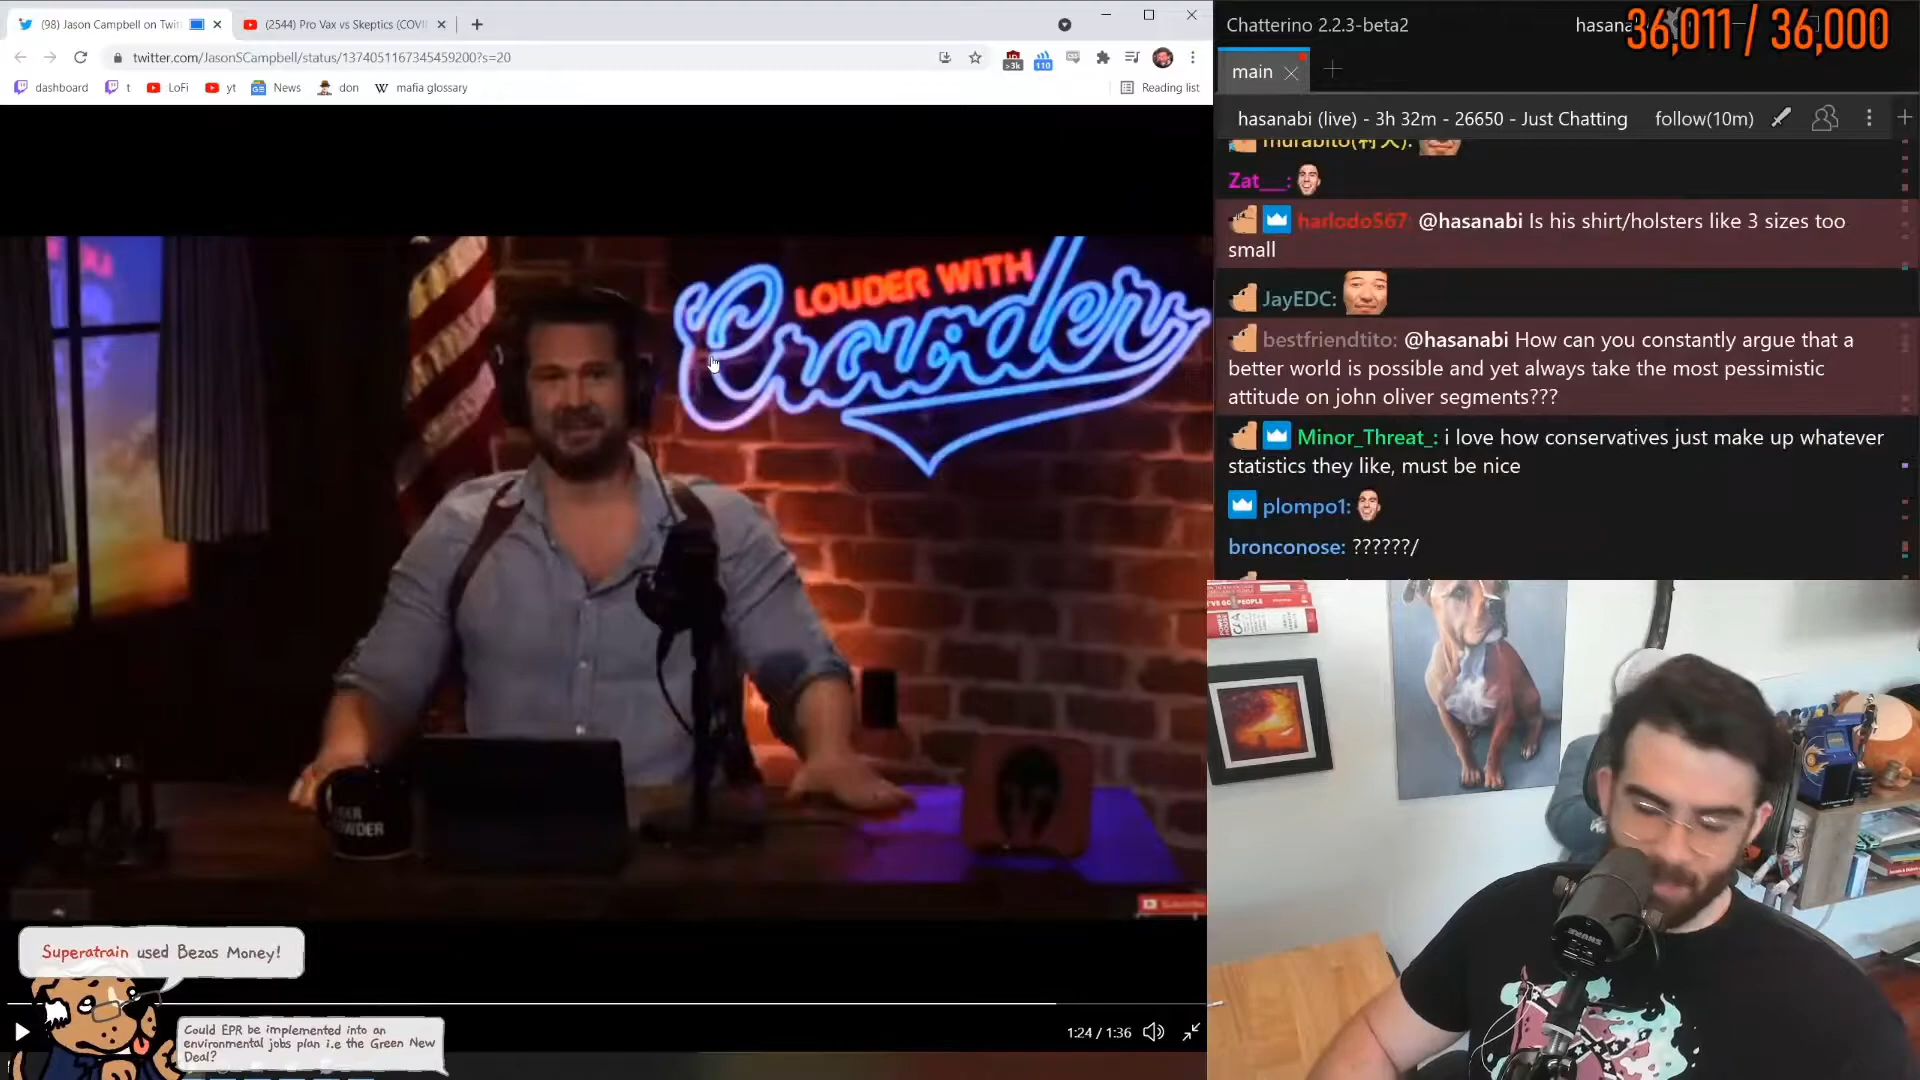 (98) Jason Campbell on Twit
(2544) Pro Vax vs Skeptics (COVI
twitter.com/JasonSCampbell/status/1374051167345459200?s=20
>3k
110
dashboard
t
LoFi
yt
News
don
mafia glossary
Reading list
LOUDER WITH
Crowder
Superatrain used Bezos Money!
Could EPR be implemented into an
environmental jobs plan i.e the Green New
Deal?
1:24 / 1:36
Chatterino 2.2.3-beta2
hasana
36,011 / 36,000
main
hasanabi (live) - 3h 32m - 26650 - Just Chatting
follow(10m)
Zat___:
harlodo567: @hasanabi Is his shirt/holsters like 3 sizes too
small
JayEDC:
bestfriendtito: @hasanabi How can you constantly argue that a
better world is possible and yet always take the most pessimistic
attitude on john oliver segments???
Minor_Threat_: i love how conservatives just make up whatever
statistics they like, must be nice
plompo1:
bronconose: ??????/